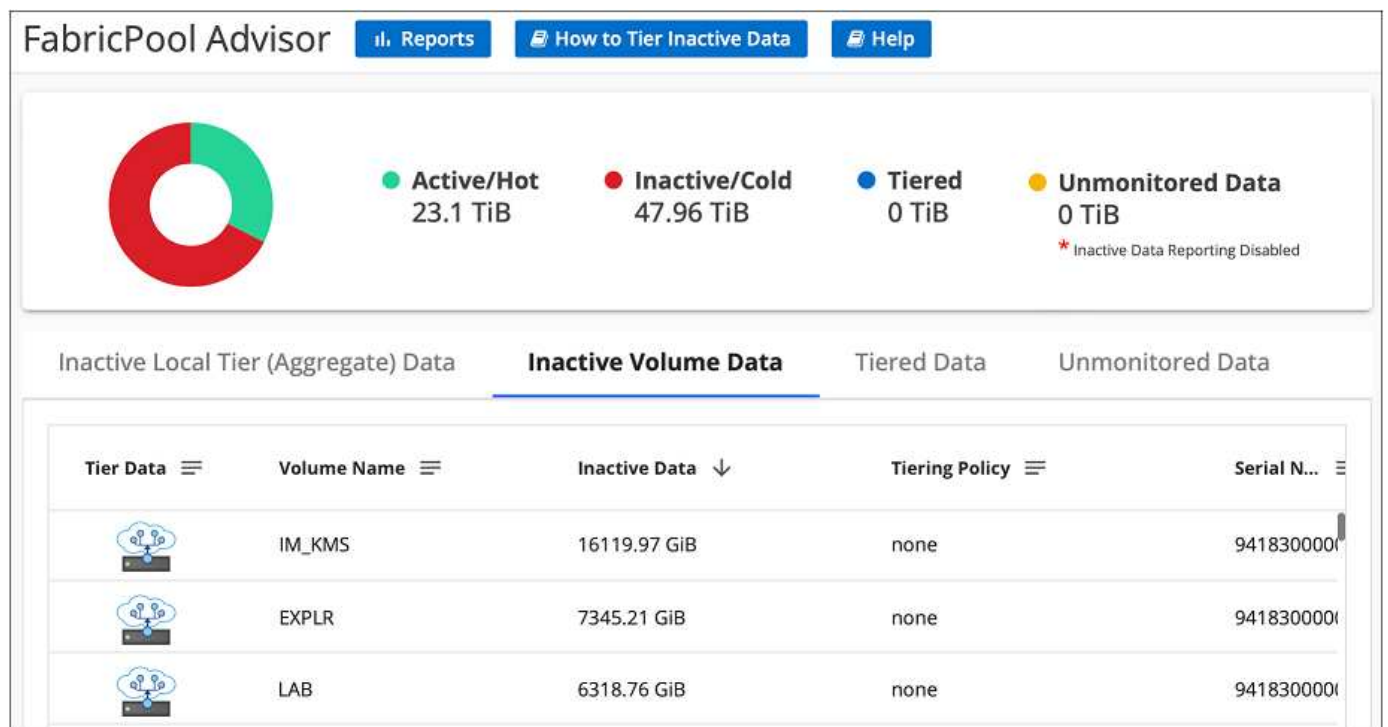 FabricPool Advisor Reports How to Tier Inactive Data Help
Active/Hot Inactive/Cold Tiered Unmonitored Data
23.1 TiB 47.96 TiB 0 TiB 0 TiB
* Inactive Data Reporting Disabled
Inactive Local Tier (Aggregate) Data Inactive Volume Data Tiered Data Unmonitored Data
Tier Data Volume Name Inactive Data Tiering Policy Serial N...
IM_KMS 16119.97 GiB none 9418300000
EXPLR 7345.21 GiB none 9418300000
LAB 6318.76 GiB none 9418300000